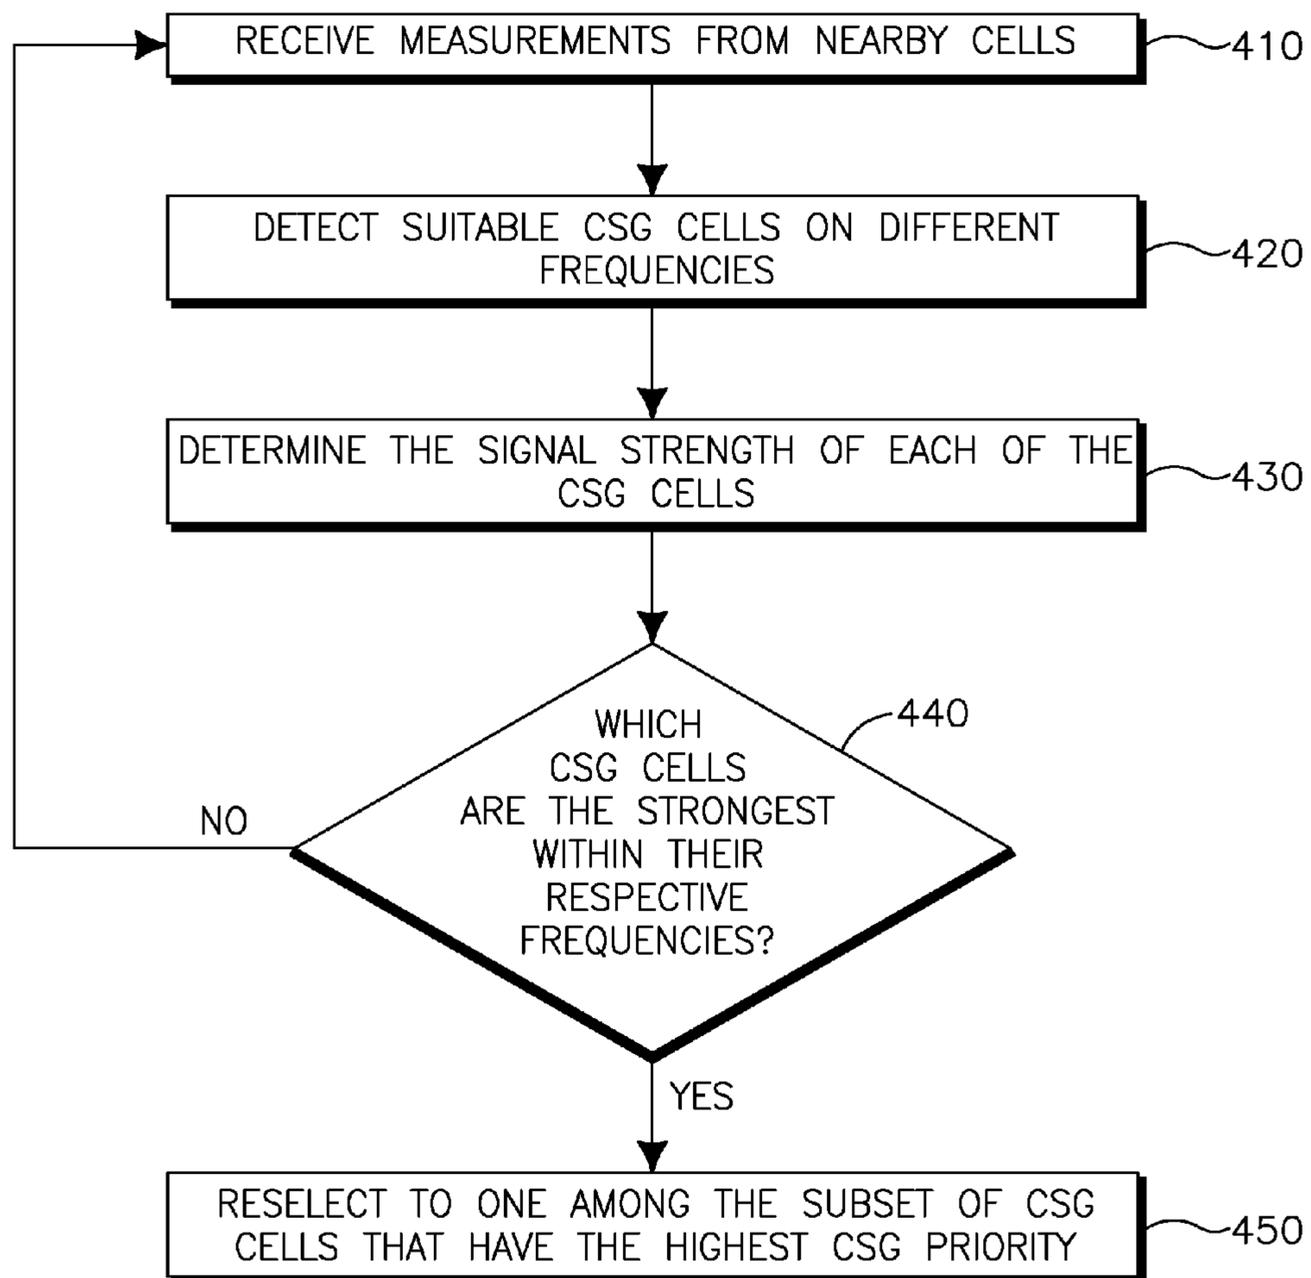 RECEIVE MEASUREMENTS FROM NEARBY CELLS
410
DETECT SUITABLE CSG CELLS ON DIFFERENT
FREQUENCIES
420
DETERMINE THE SIGNAL STRENGTH OF EACH OF THE
CSG CELLS
430
WHICH
CSG CELLS
ARE THE STRONGEST
WITHIN THEIR
RESPECTIVE
FREQUENCIES?
440
NO
YES
RESELECT TO ONE AMONG THE SUBSET OF CSG
CELLS THAT HAVE THE HIGHEST CSG PRIORITY
450